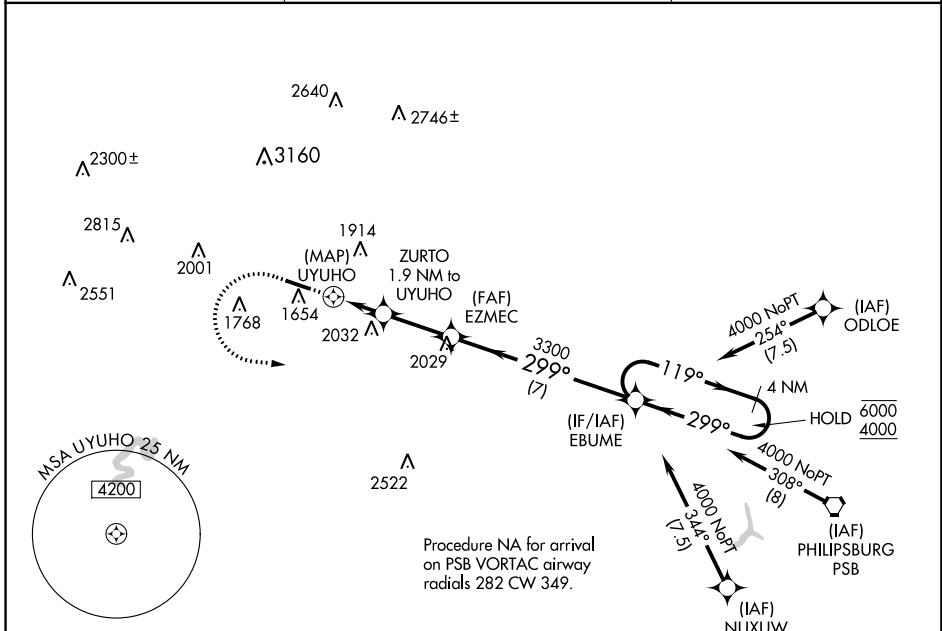 2640
2746±
3160
2300±
2815
2001
2551
1914
(MAP)
UYUHO
ZURTO
1.9 NM to
UYUHO
(FAF)
EZMEC
1768
1654
2032
2029
3300
299°
(7)
4000 NoPT
254°
(7.5)
(IAF)
ODLOE
119°
4 NM
HOLD
6000
4000
299°
(IF/IAF)
EBUME
4000 NoPT
308°
(8)
(IAF)
PHILIPSBURG
PSB
4000 NoPT
344°
(7.5)
(IAF)
NUXUW
2522
MSA UYUHO 25 NM
4200
Procedure NA for arrival
on PSB VORTAC airway
radials 282 CW 349.